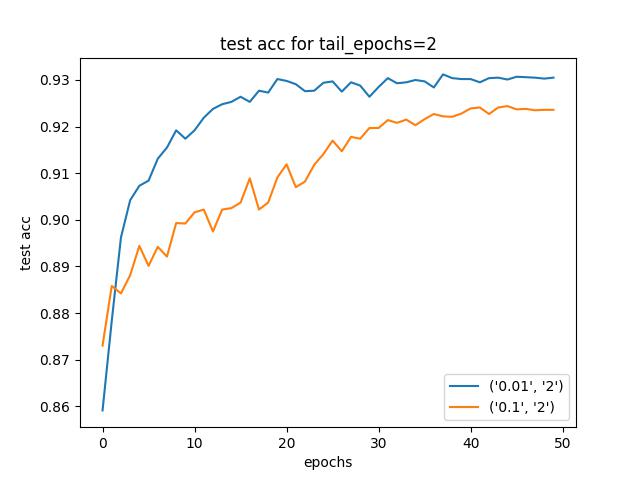 test acc for tail_epochs=2
test acc
0.93
0.92
0.91
0.90
0.89
0.88
0.87
0.86
0 10 20 30 40 50
epochs
('0.01', '2')
('0.1', '2')